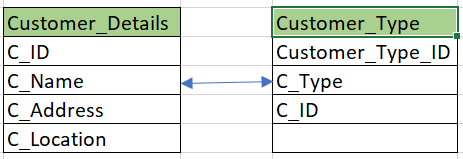 Customer_Details
C_ID
C_Name
C_Address
C_Location
Customer_Type
Customer_Type_ID
C_Type
C_ID